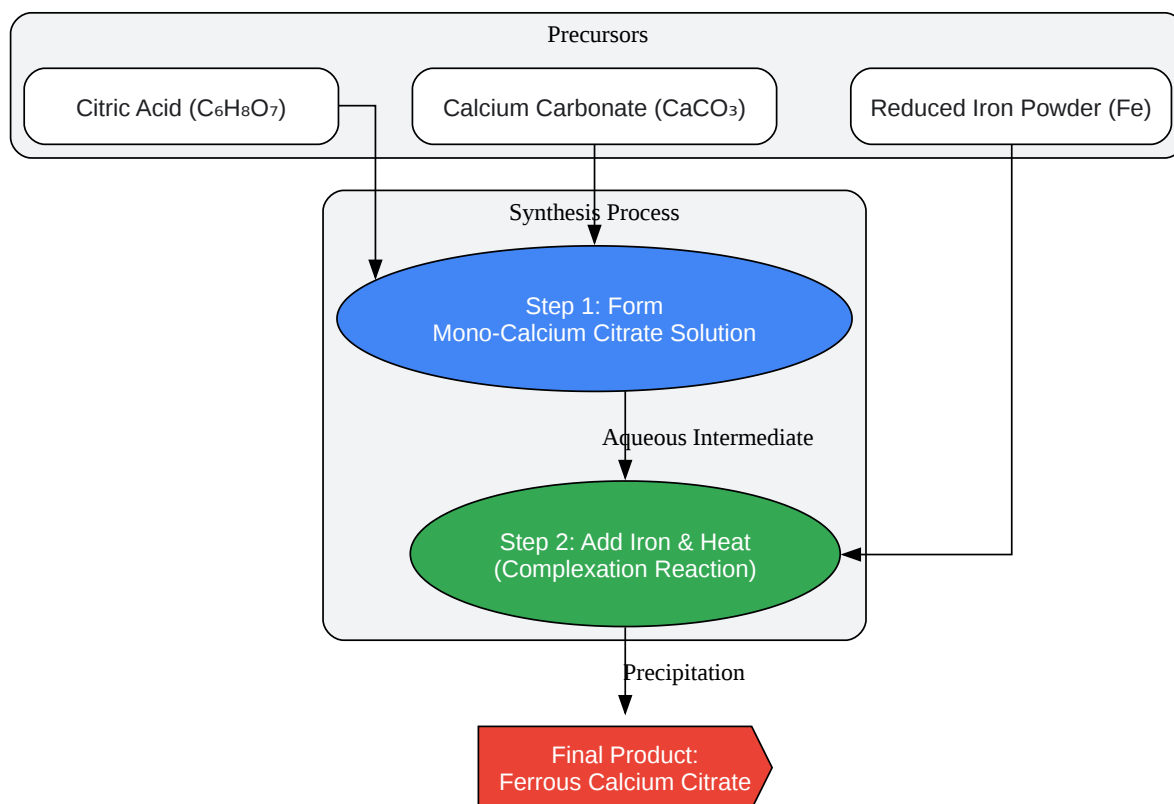 Precursors
Citric Acid (C₆H₈O₇)
Calcium Carbonate (CaCO₃)
Reduced Iron Powder (Fe)
Synthesis Process
Step 1: Form
Mono-Calcium Citrate Solution
Aqueous Intermediate
Step 2: Add Iron & Heat
(Complexation Reaction)
Precipitation
Final Product:
Ferrous Calcium Citrate